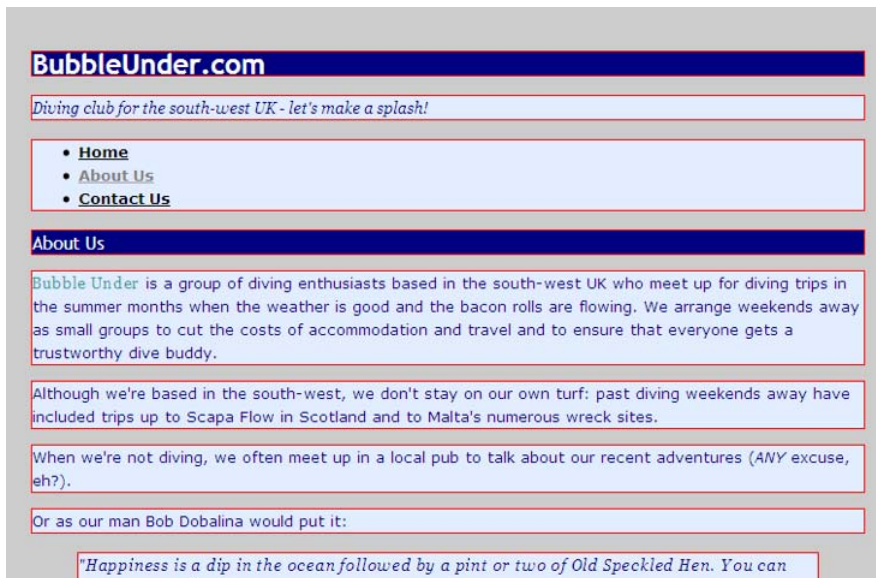 BubbleUnder.com
Diving club for the south-west UK - let's make a splash!
• Home
• About Us
• Contact Us
About Us
Bubble Under is a group of diving enthusiasts based in the south-west UK who meet up for diving trips in
the summer months when the weather is good and the bacon rolls are flowing. We arrange weekends away
as small groups to cut the costs of accommodation and travel and to ensure that everyone gets a
trustworthy dive buddy.
Although we're based in the south-west, we don't stay on our own turf: past diving weekends away have
included trips up to Scapa Flow in Scotland and to Malta's numerous wreck sites.
When we're not diving, we often meet up in a local pub to talk about our recent adventures (ANY excuse,
eh?).
Or as our man Bob Dobalina would put it:
"Happiness is a dip in the ocean followed by a pint or two of Old Speckled Hen. You can